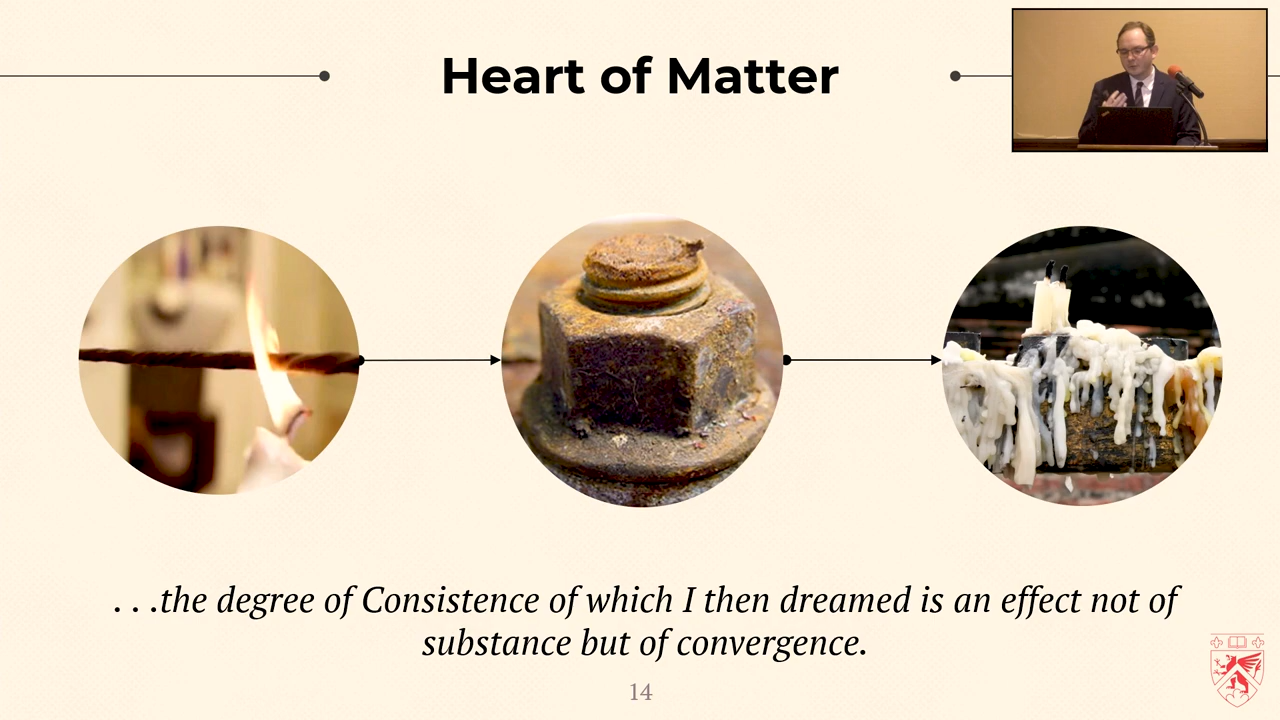 Heart of Matter
. . .the degree of Consistence of which I then dreamed is an effect not of
substance but of convergence.
14